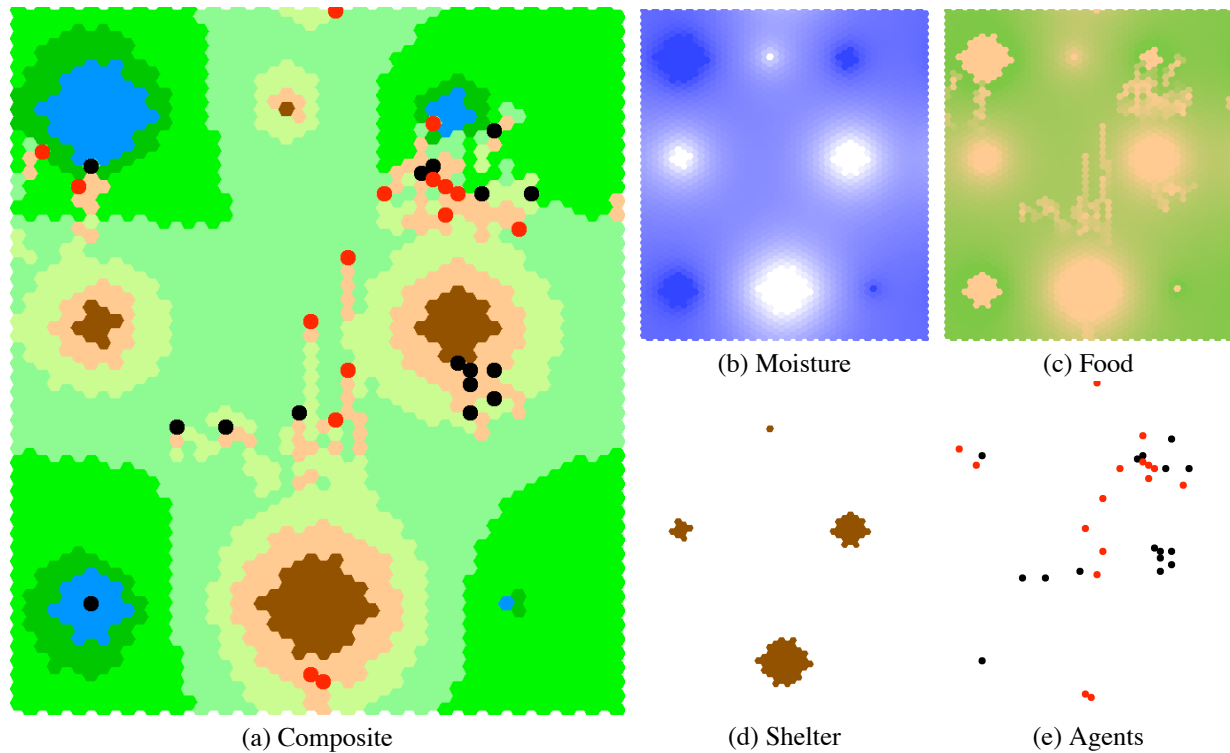 (b) Moisture
(c) Food
(a) Composite
(d) Shelter
(e) Agents